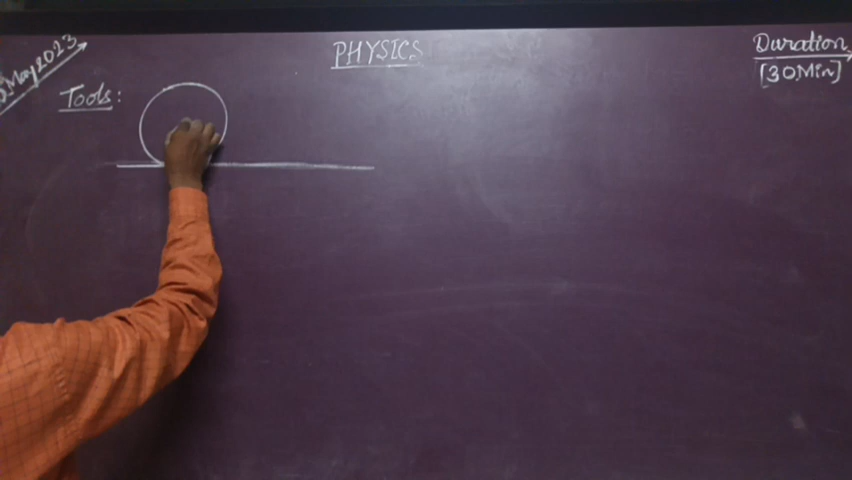 May 2023
PHYSICS
Duration
[30Min]
Tools: